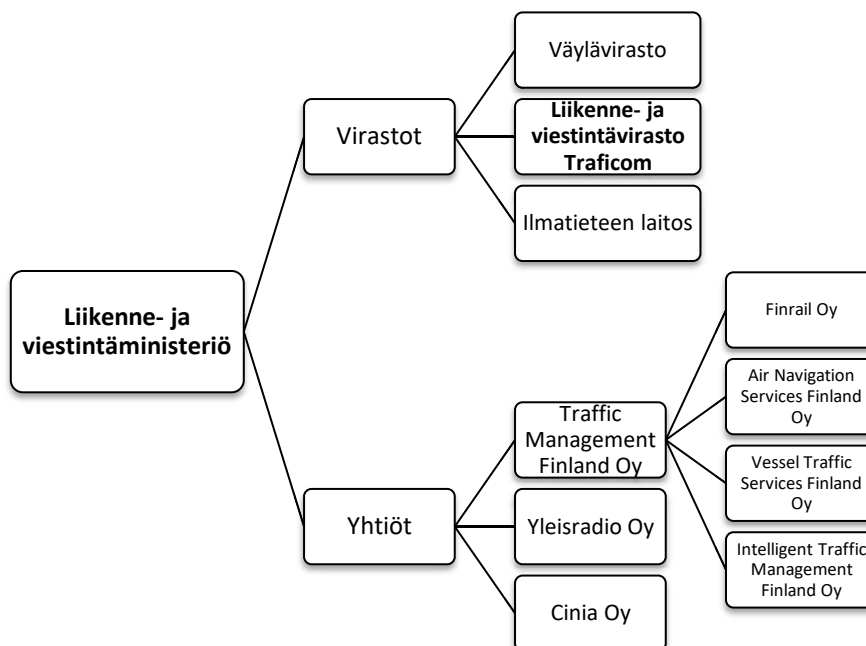 Väylävirasto
Virastot
Liikenne- ja
viestintävirasto
Traficom
Ilmatieteen laitos
Liikenne- ja
viestintäministeriö
Finrail Oy
Air Navigation
Services Finland
Oy
Traffic
Management
Finland Oy
Vessel Traffic
Services Finland
Oy
Yhtiöt
Yleisradio Oy
Intelligent Traffic
Management
Finland Oy
Cinia Oy